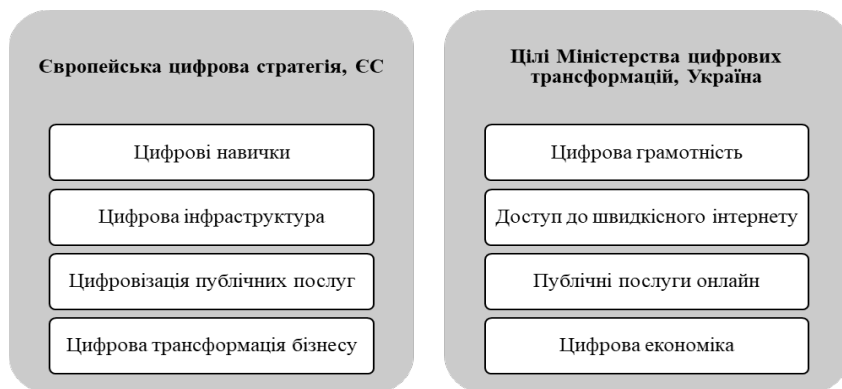 Європейська цифрова стратегія, ЄС
Цифрові навички
Цифрова інфраструктура
Цифровізація публічних послуг
Цифрова трансформація бізнесу
Цілі Міністерства цифрових
трансформацій, Україна
Цифрова грамотність
Доступ до швидкісного інтернету
Публічні послуги онлайн
Цифрова економіка